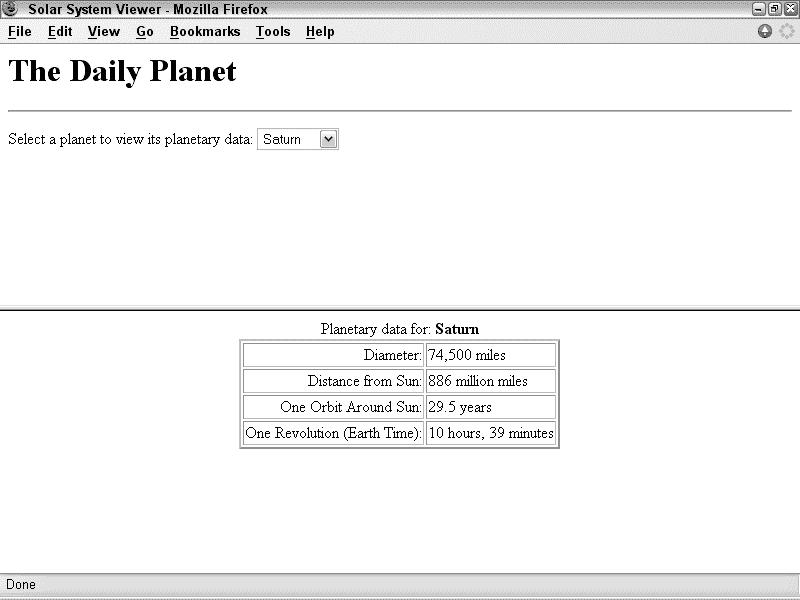 Solar System Viewer - Mozilla Firefox
File Edit View Go Bookmarks Tools Help
The Daily Planet
Select a planet to view its planetary data: Saturn
Planetary data for: Saturn
Diameter: 74,500 miles
Distance from Sun: 886 million miles
One Orbit Around Sun: 29.5 years
One Revolution (Earth Time): 10 hours, 39 minutes
Done